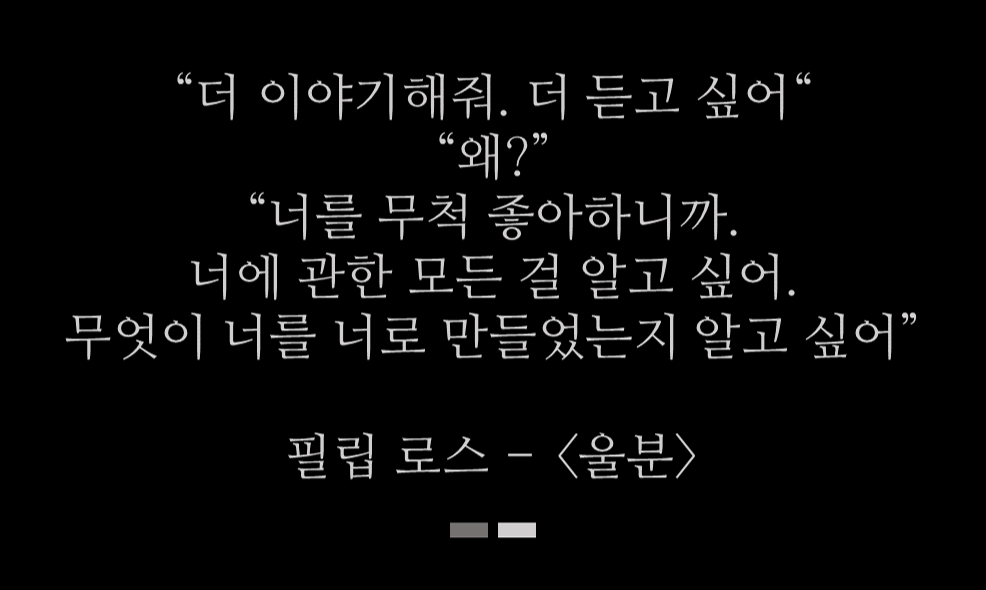 “더 이야기해줘. 더 듣고 싶어“
“왜?”
“너를 무척 좋아하니까.
너에 관한 모든 걸 알고 싶어.
무엇이 너를 너로 만들었는지 알고 싶어”
필립 로스 - 〈울분〉